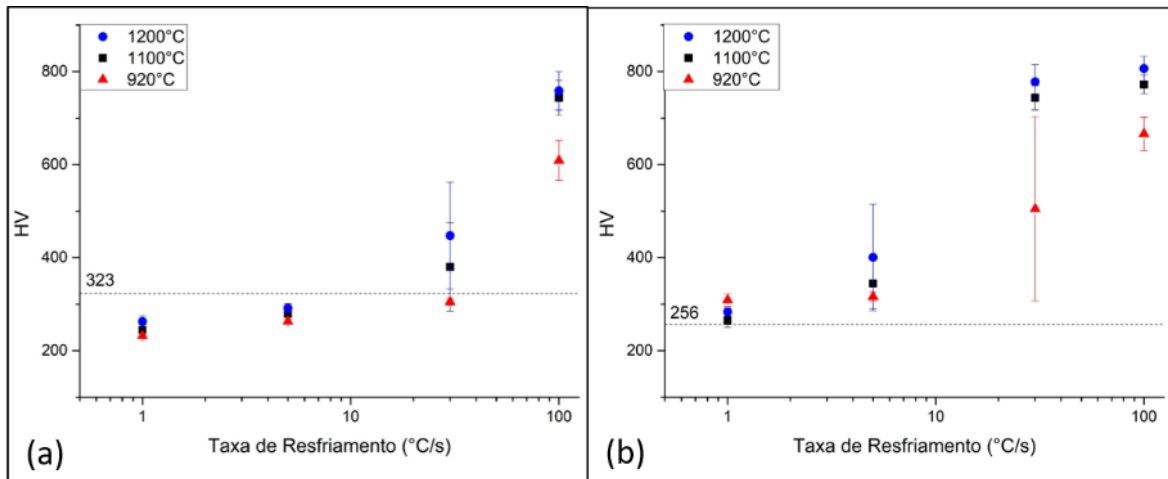 1200°C
1100°C
920°C
800
600
400
200
HV
323
1
10
100
Taxa de Resfriamento (°C/s)
(a)
1200°C
1100°C
920°C
800
600
400
200
HV
256
1
10
100
Taxa de Resfriamento (°C/s)
(b)